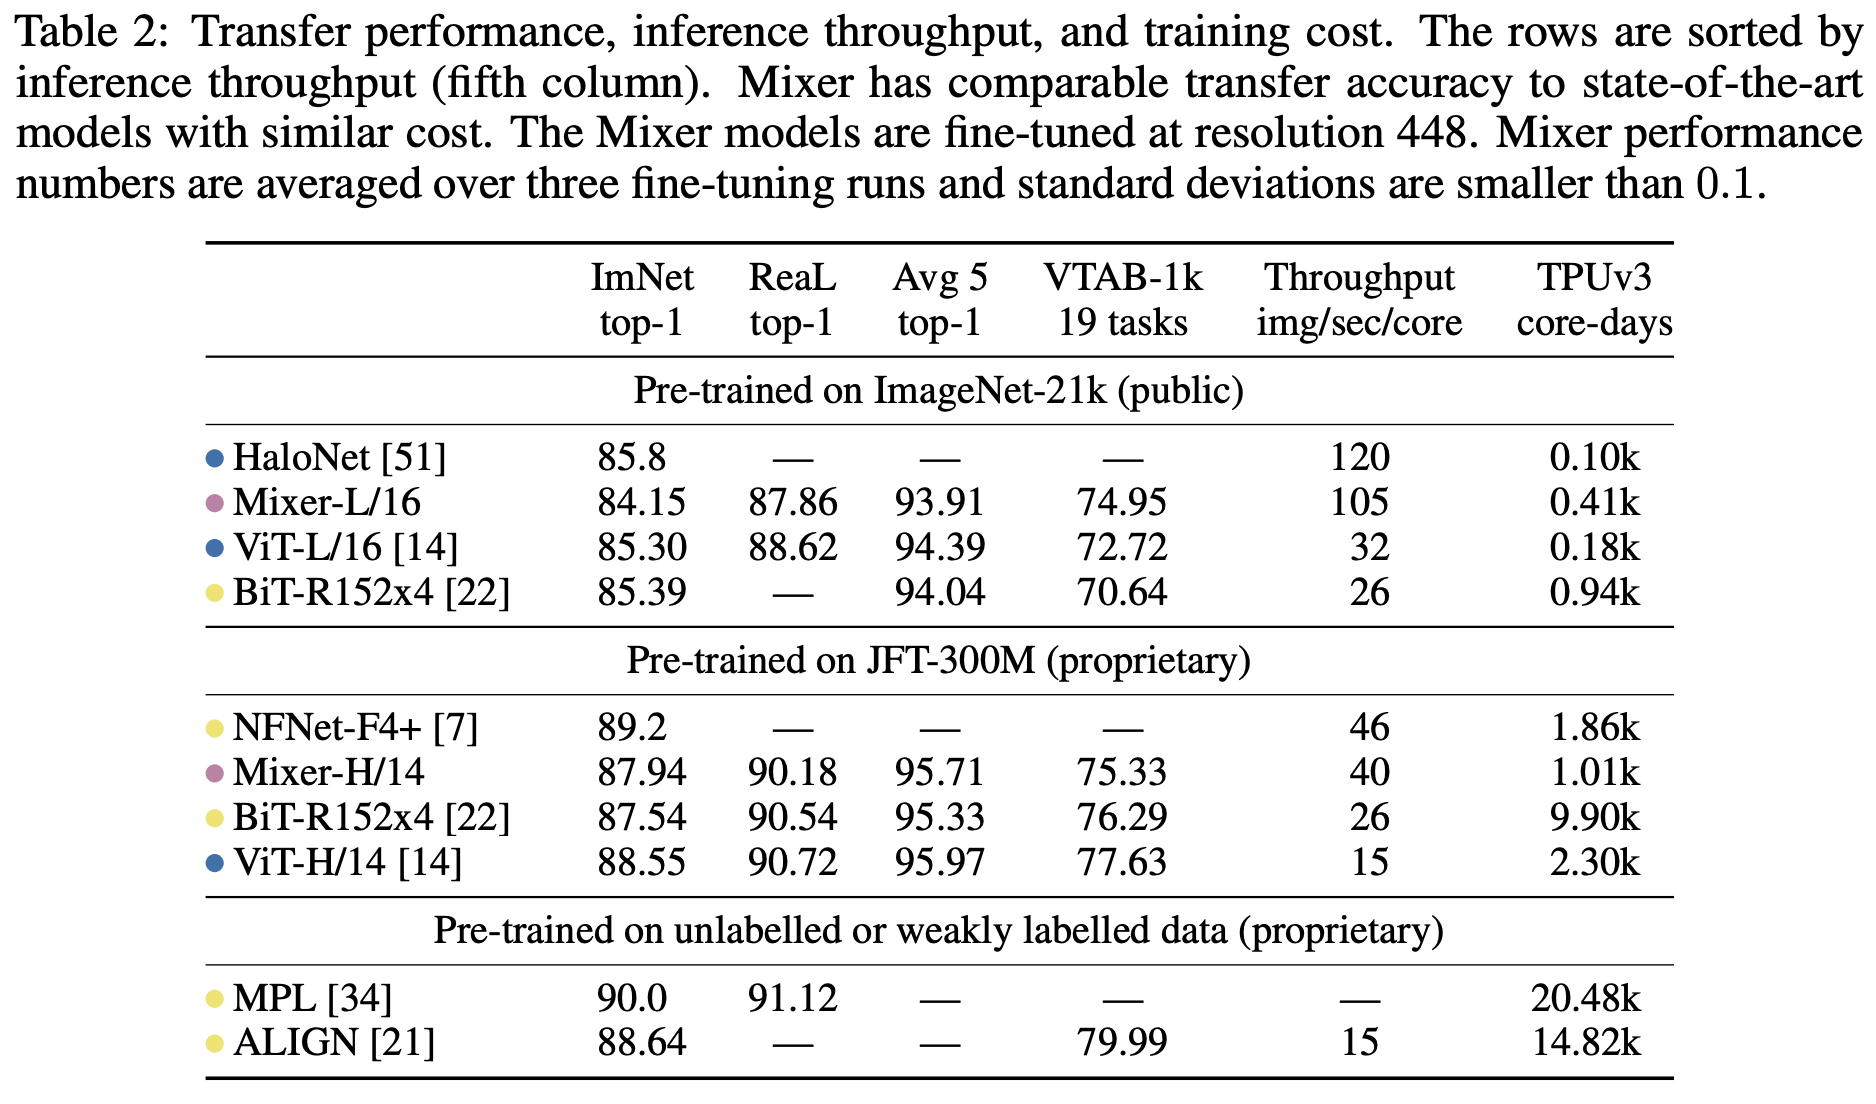 Table 2: Transfer performance, inference throughput, and training cost. The rows are sorted by
inference throughput (fifth column). Mixer has comparable transfer accuracy to state-of-the-art
models with similar cost. The Mixer models are fine-tuned at resolution 448. Mixer performance
numbers are averaged over three fine-tuning runs and standard deviations are smaller than 0.1.
ImNet ReaL Avg 5 VTAB-1k Throughput TPUv3
top-1 top-1 top-1 19 tasks img/sec/core core-days
Pre-trained on ImageNet-21k (public)
HaloNet [51] 85.8 — — — 120 0.10k
Mixer-L/16 84.15 87.86 93.91 74.95 105 0.41k
ViT-L/16 [14] 85.30 88.62 94.39 72.72 32 0.18k
BiT-R152x4 [22] 85.39 — 94.04 70.64 26 0.94k
Pre-trained on JFT-300M (proprietary)
NFNet-F4+ [7] 89.2 — — — 46 1.86k
Mixer-H/14 87.94 90.18 95.71 75.33 40 1.01k
BiT-R152x4 [22] 87.54 90.54 95.33 76.29 26 9.90k
ViT-H/14 [14] 88.55 90.72 95.97 77.63 15 2.30k
Pre-trained on unlabelled or weakly labelled data (proprietary)
MPL [34] 90.0 91.12 — — — 20.48k
ALIGN [21] 88.64 — — 79.99 15 14.82k